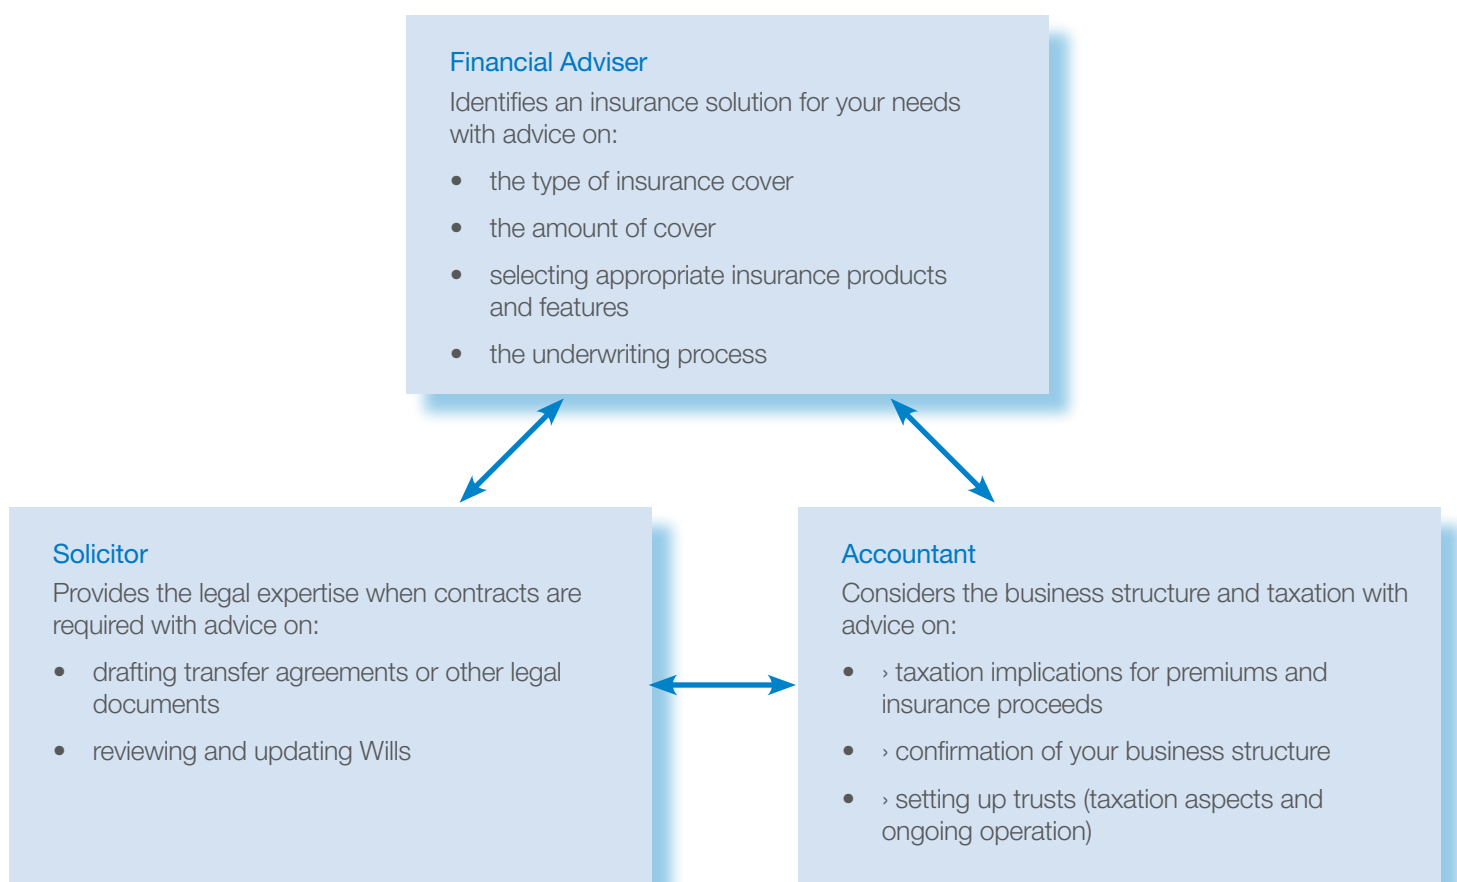 Financial Adviser
Identifies an insurance solution for your needs
with advice on:
• the type of insurance cover
• the amount of cover
• selecting appropriate insurance products
and features
• the underwriting process
Solicitor
Provides the legal expertise when contracts are
required with advice on:
• drafting transfer agreements or other legal
documents
• reviewing and updating Wills
Accountant
Considers the business structure and taxation with
advice on:
• › taxation implications for premiums and
insurance proceeds
• › confirmation of your business structure
• › setting up trusts (taxation aspects and
ongoing operation)